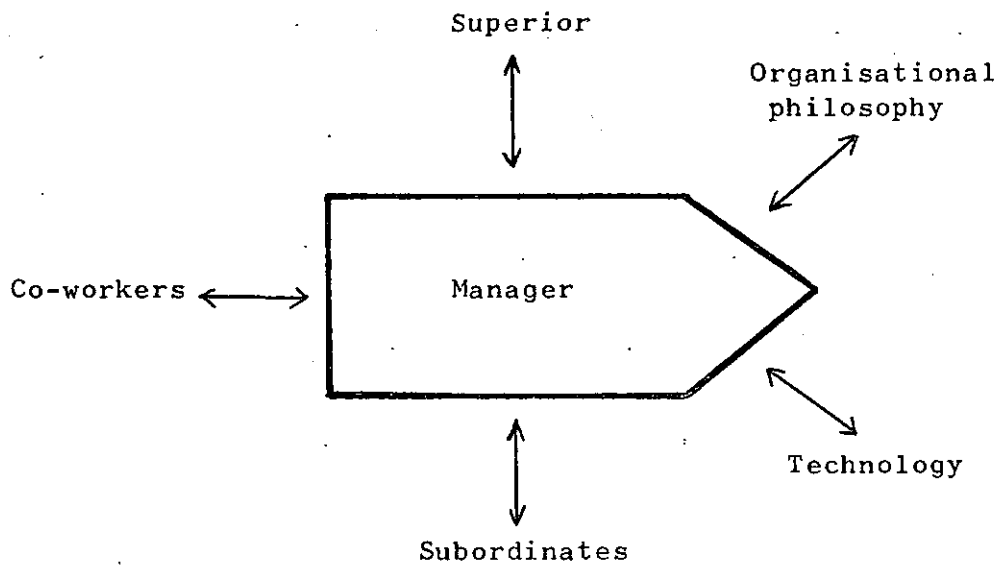 Superior
Organisational
philosophy
Co-workers
Manager
Technology
Subordinates